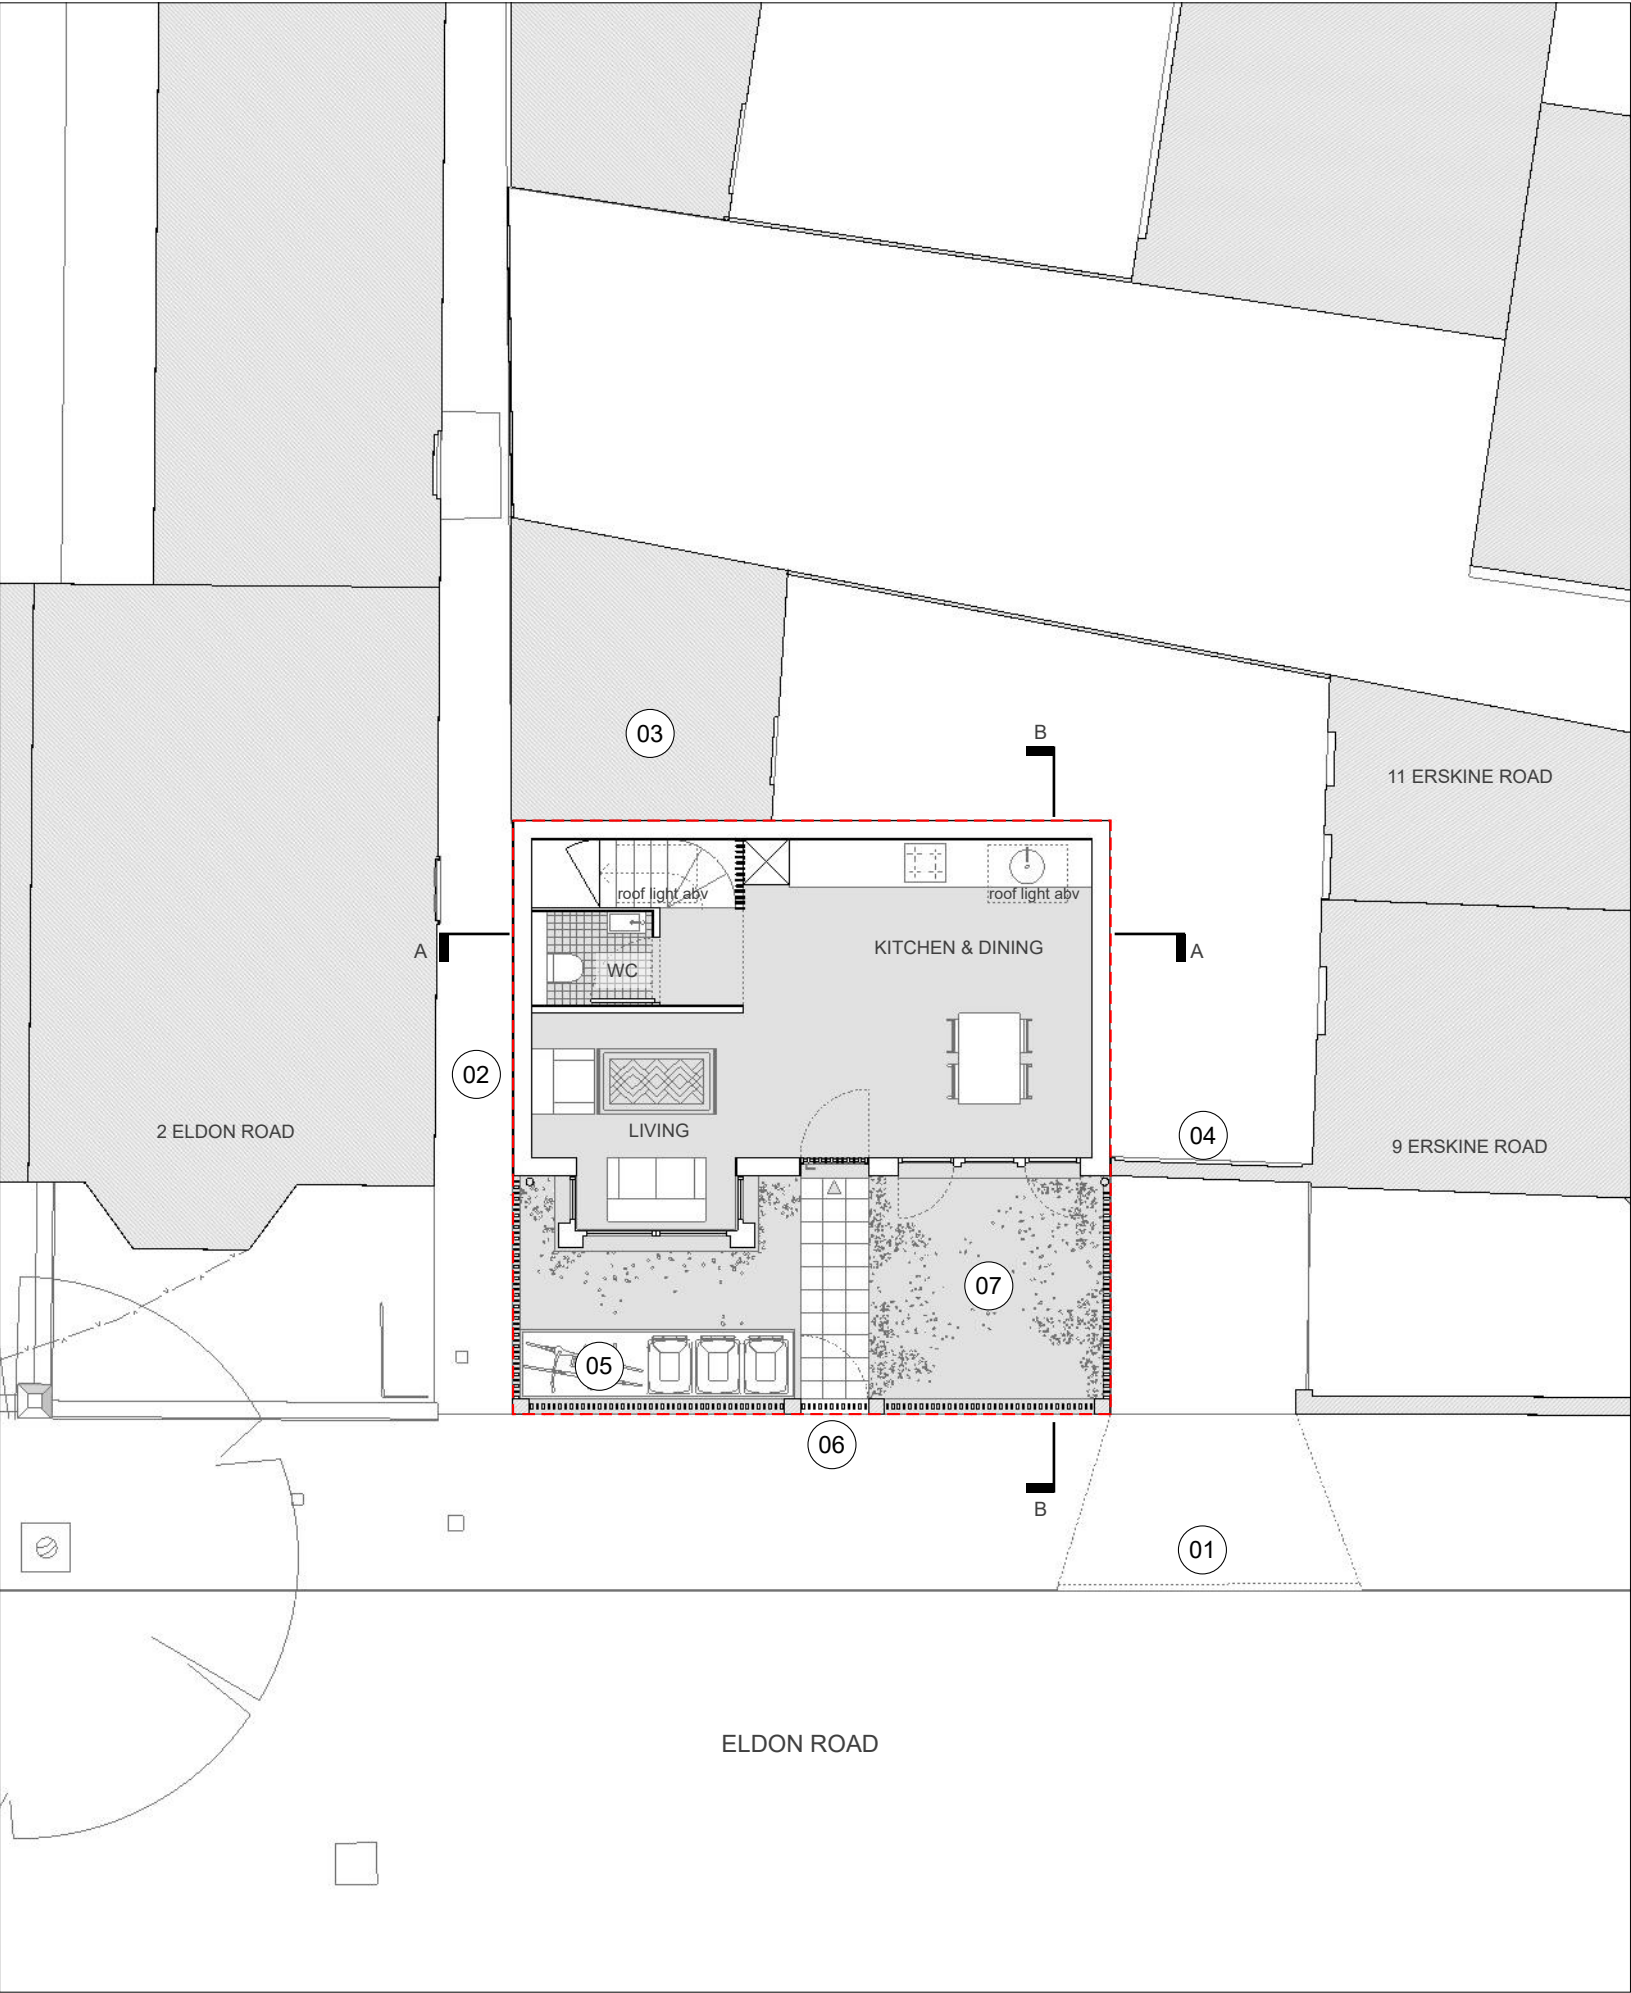 03
B
11 ERSKINE ROAD
roof light abv
roof light abv
A
KITCHEN & DINING
A
WC
02
2 ELDON ROAD
LIVING
04
9 ERSKINE ROAD
07
05
06
B
01
ELDON ROAD